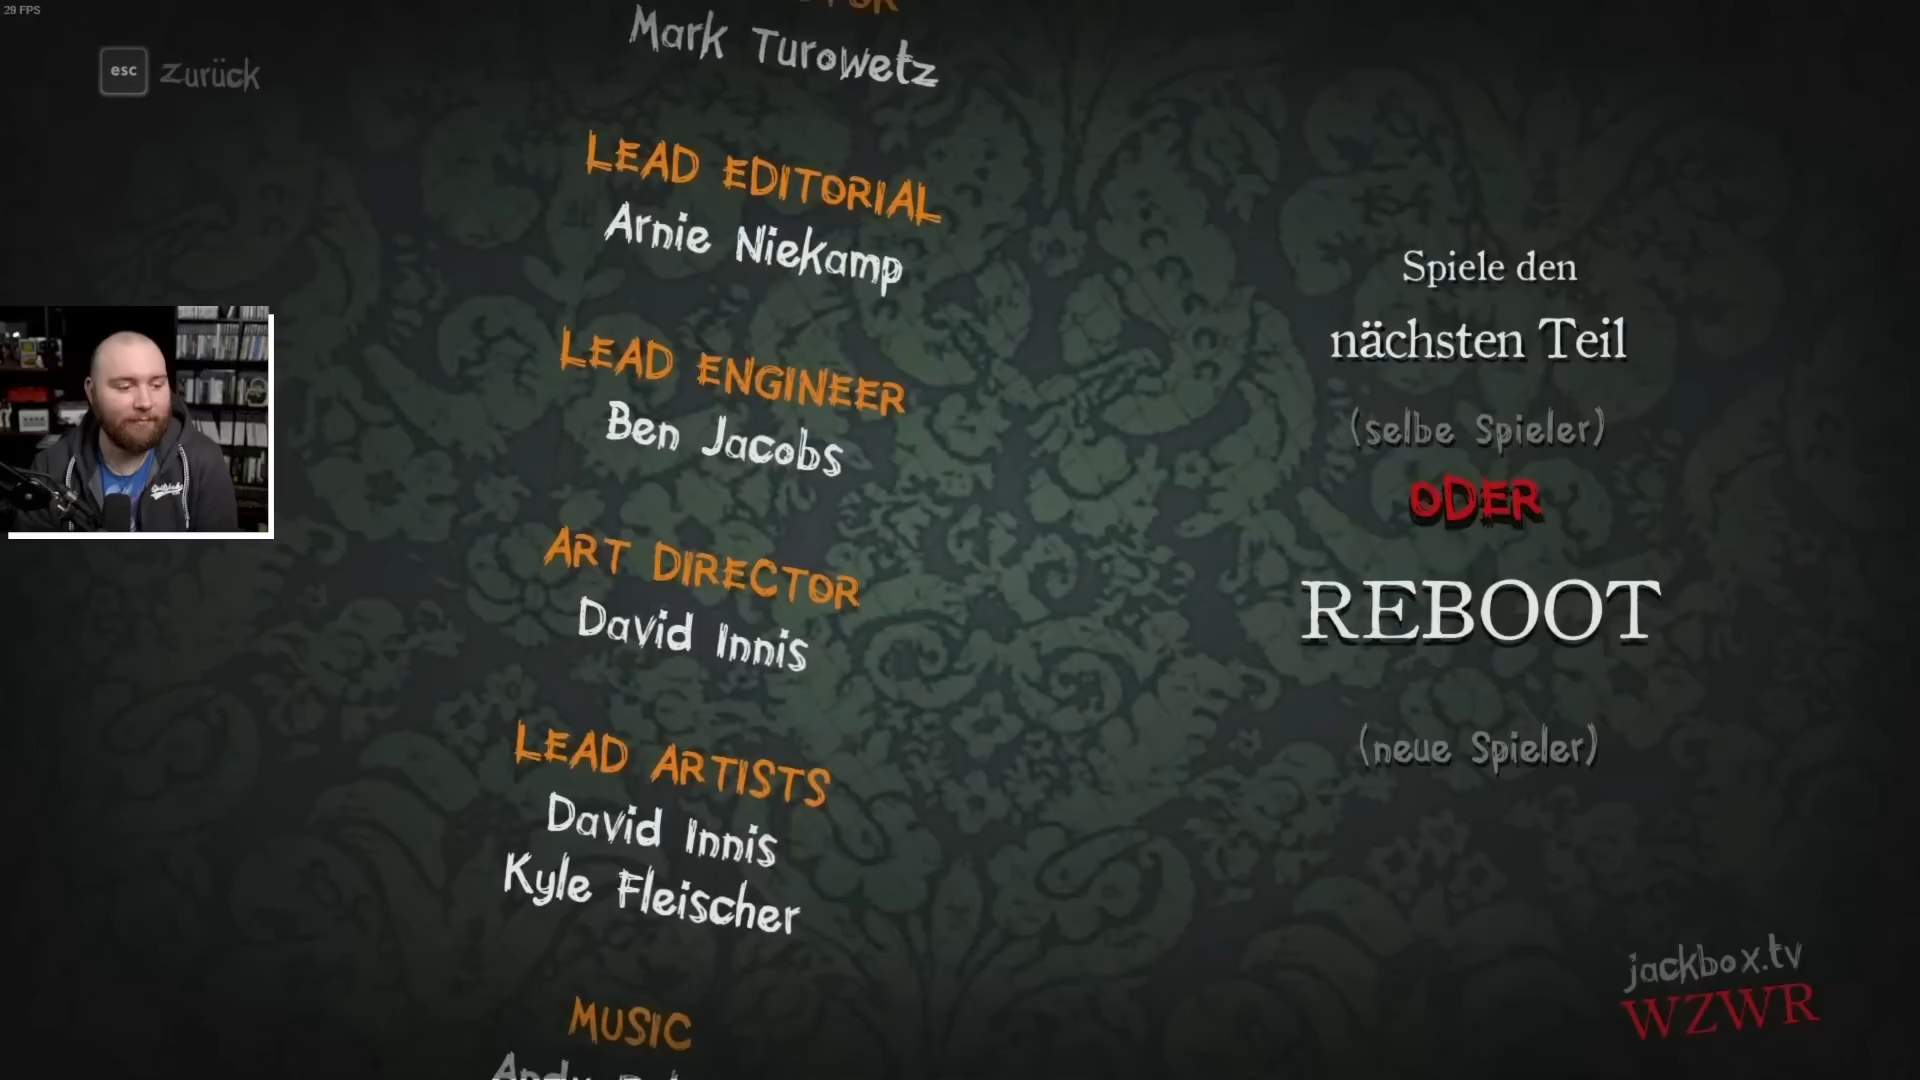 29 FPS
esc Zurück
Mark Turowetz
LEAD EDITORIAL
Arnie Niekamp
LEAD ENGINEER
Ben Jacobs
ART DIRECTOR
David Innis
LEAD ARTISTS
David Innis
Kyle Fleischer
MUSIC
Spiele den
nächsten Teil
(selbe Spieler)
ODER
REBOOT
(neue Spieler)
jackbox.tv
WZWR